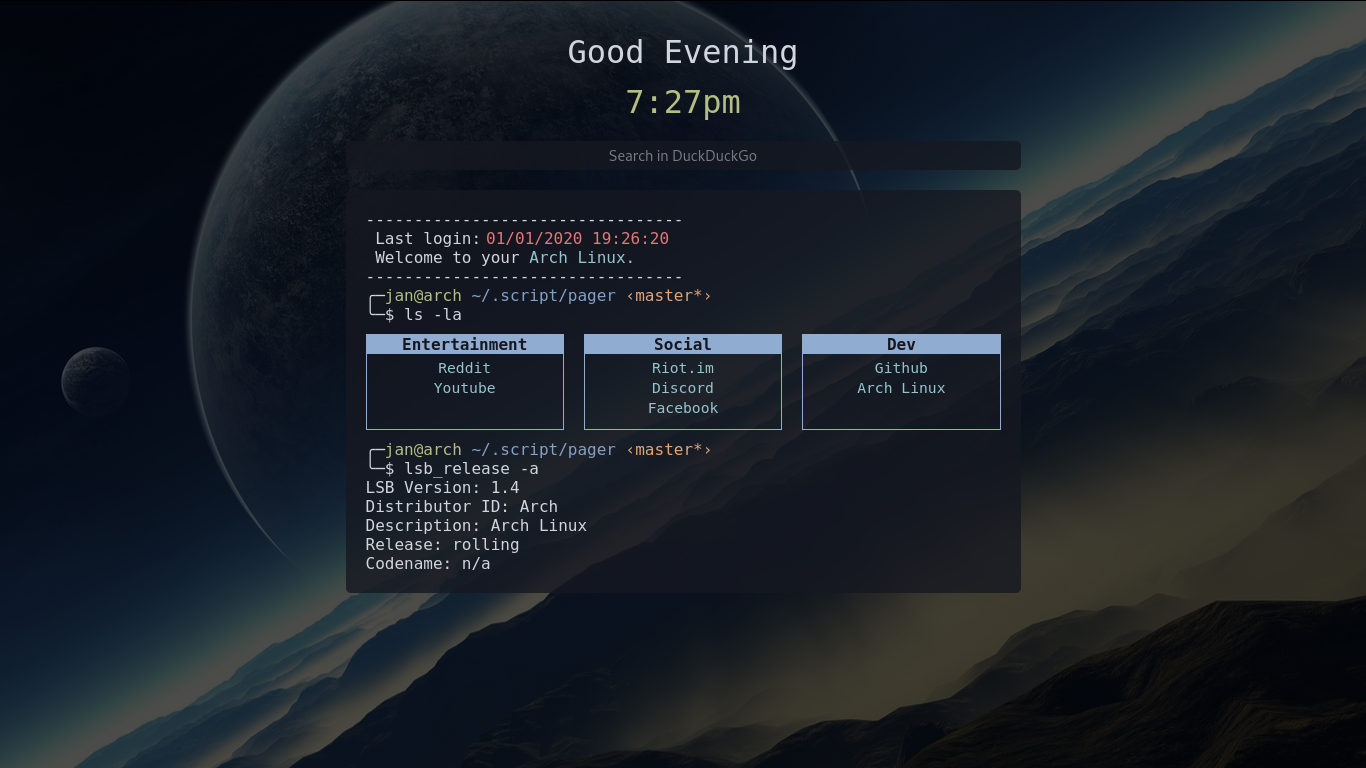 Good Evening
7:27pm
Search in DuckDuckGo
---------------------------------
Last login: 01/01/2020 19:26:20
Welcome to your Arch Linux.
---------------------------------
╭─jan@arch ~/.script/pager ‹master*›
╰─$ ls -la
Entertainment Social Dev
Reddit Riot.im Github
Youtube Discord Arch Linux
Facebook
╭─jan@arch ~/.script/pager ‹master*›
╰─$ lsb_release -a
LSB Version: 1.4
Distributor ID: Arch
Description: Arch Linux
Release: rolling
Codename: n/a